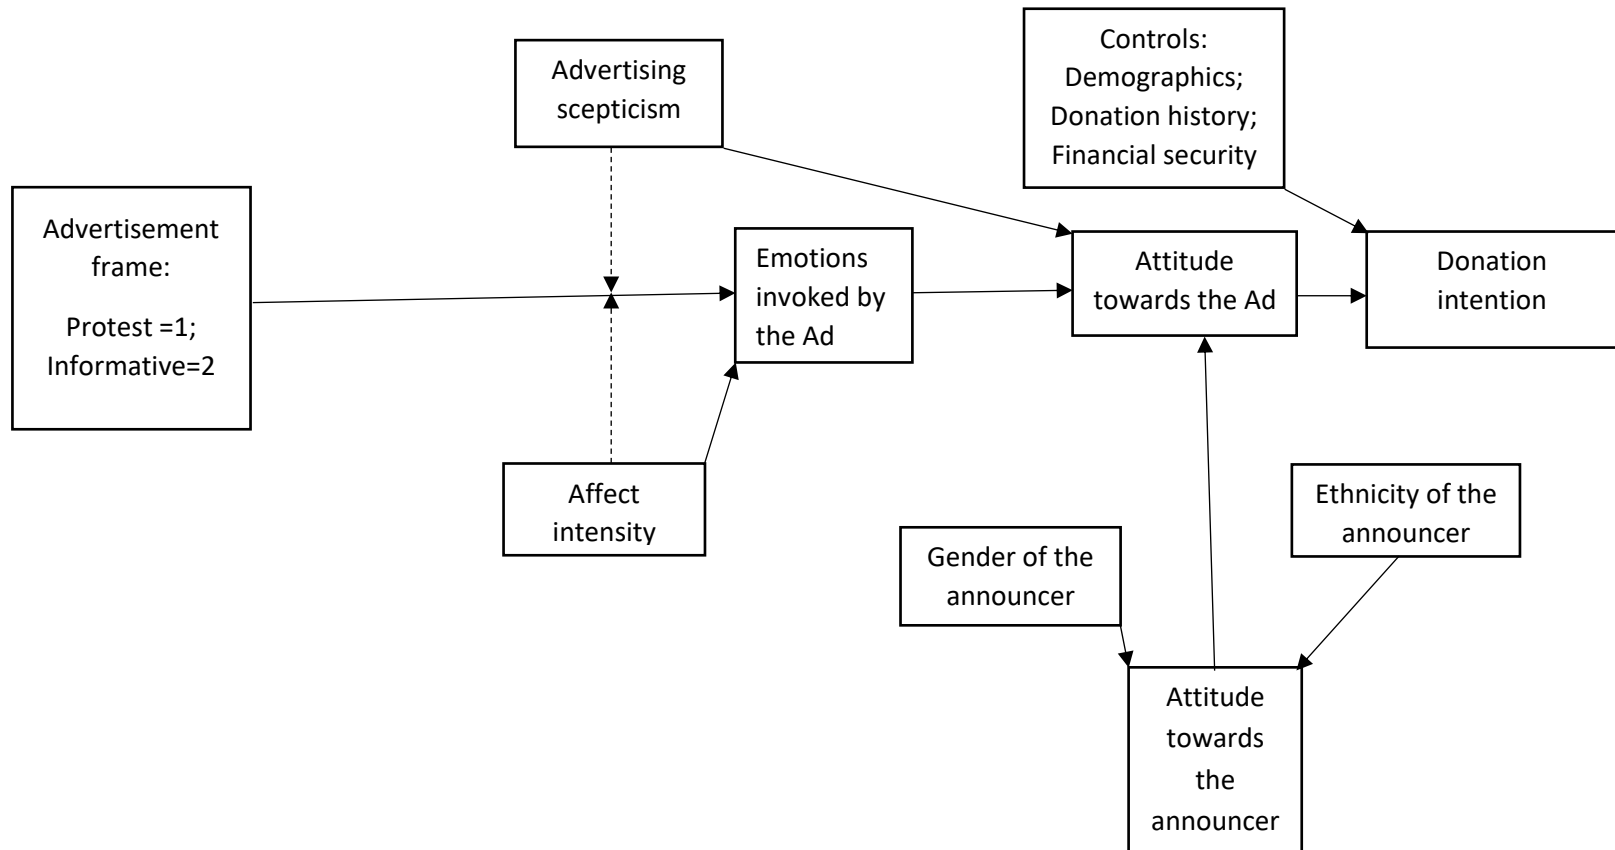 Controls:
Demographics;
Donation history;
Financial security
Advertising
scepticism
Advertisement
frame:
Protest =1;
Informative=2
Emotions
invoked by
the Ad
Attitude
towards the Ad
Donation
intention
Affect
intensity
Gender of the
announcer
Ethnicity of the
announcer
Attitude
towards
the
announcer